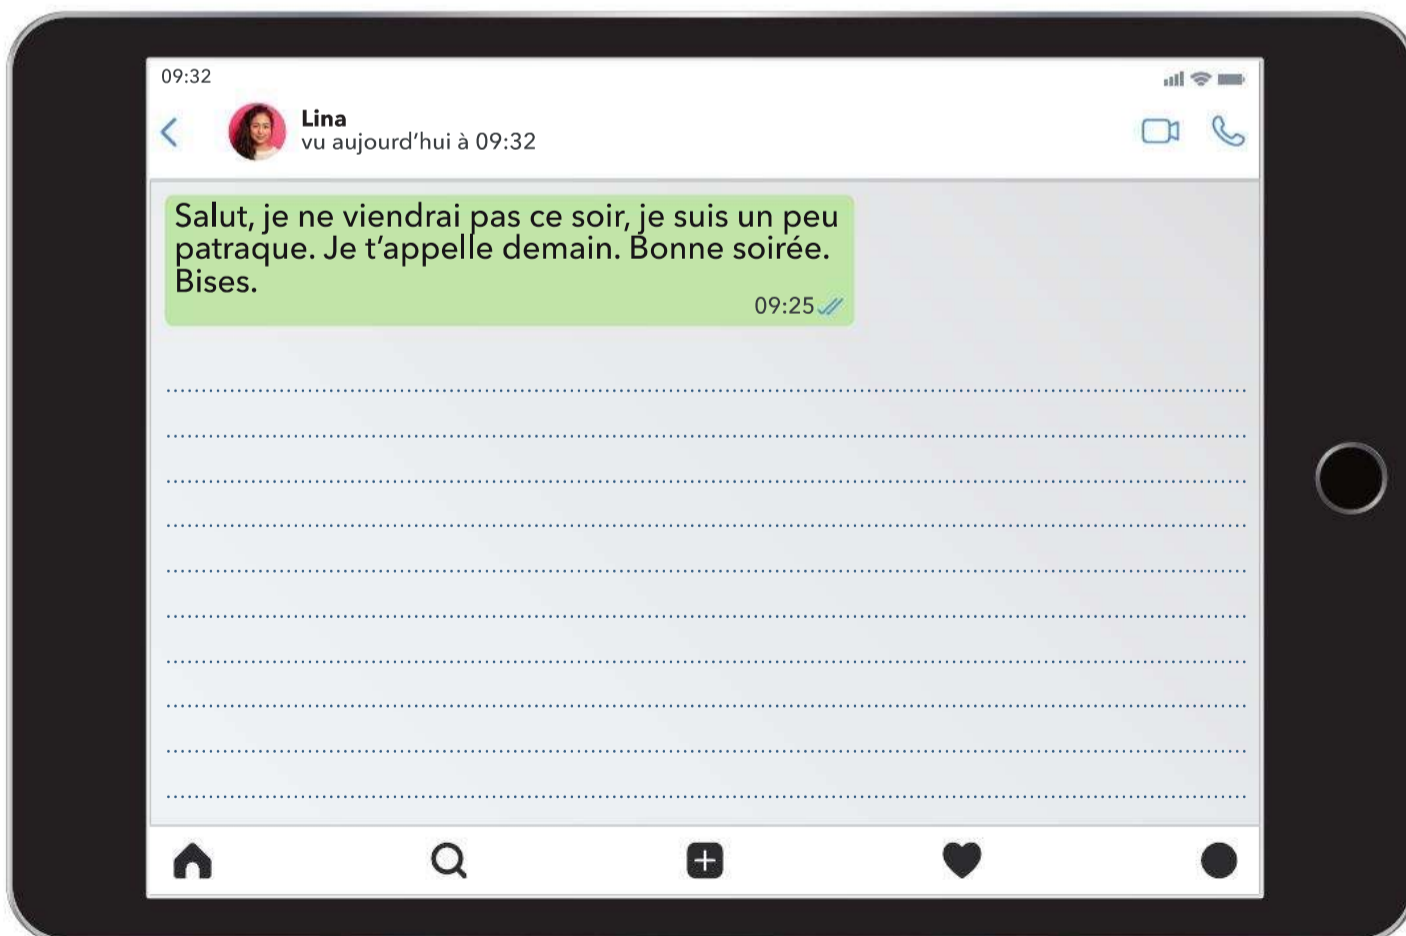 09:32
Lina
vu aujourd’hui à 09:32
Salut, je ne viendrai pas ce soir, je suis un peu
patraque. Je t’appelle demain. Bonne soirée.
Bises.
09:25